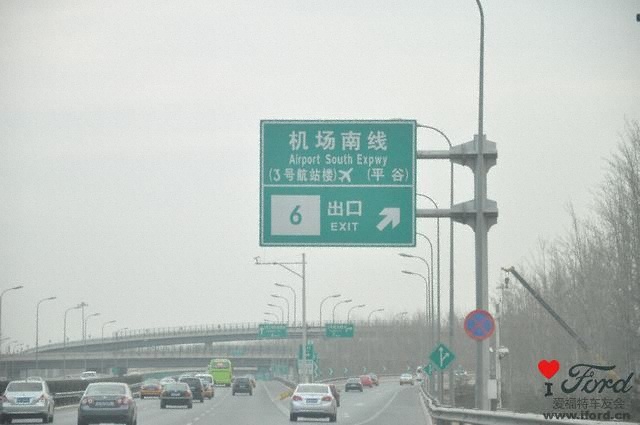 机场南线
Airport South Expwy
(3号航站楼) (平谷)
6 出口
EXIT
I Ford
爱福特车友会
www.iford.cn